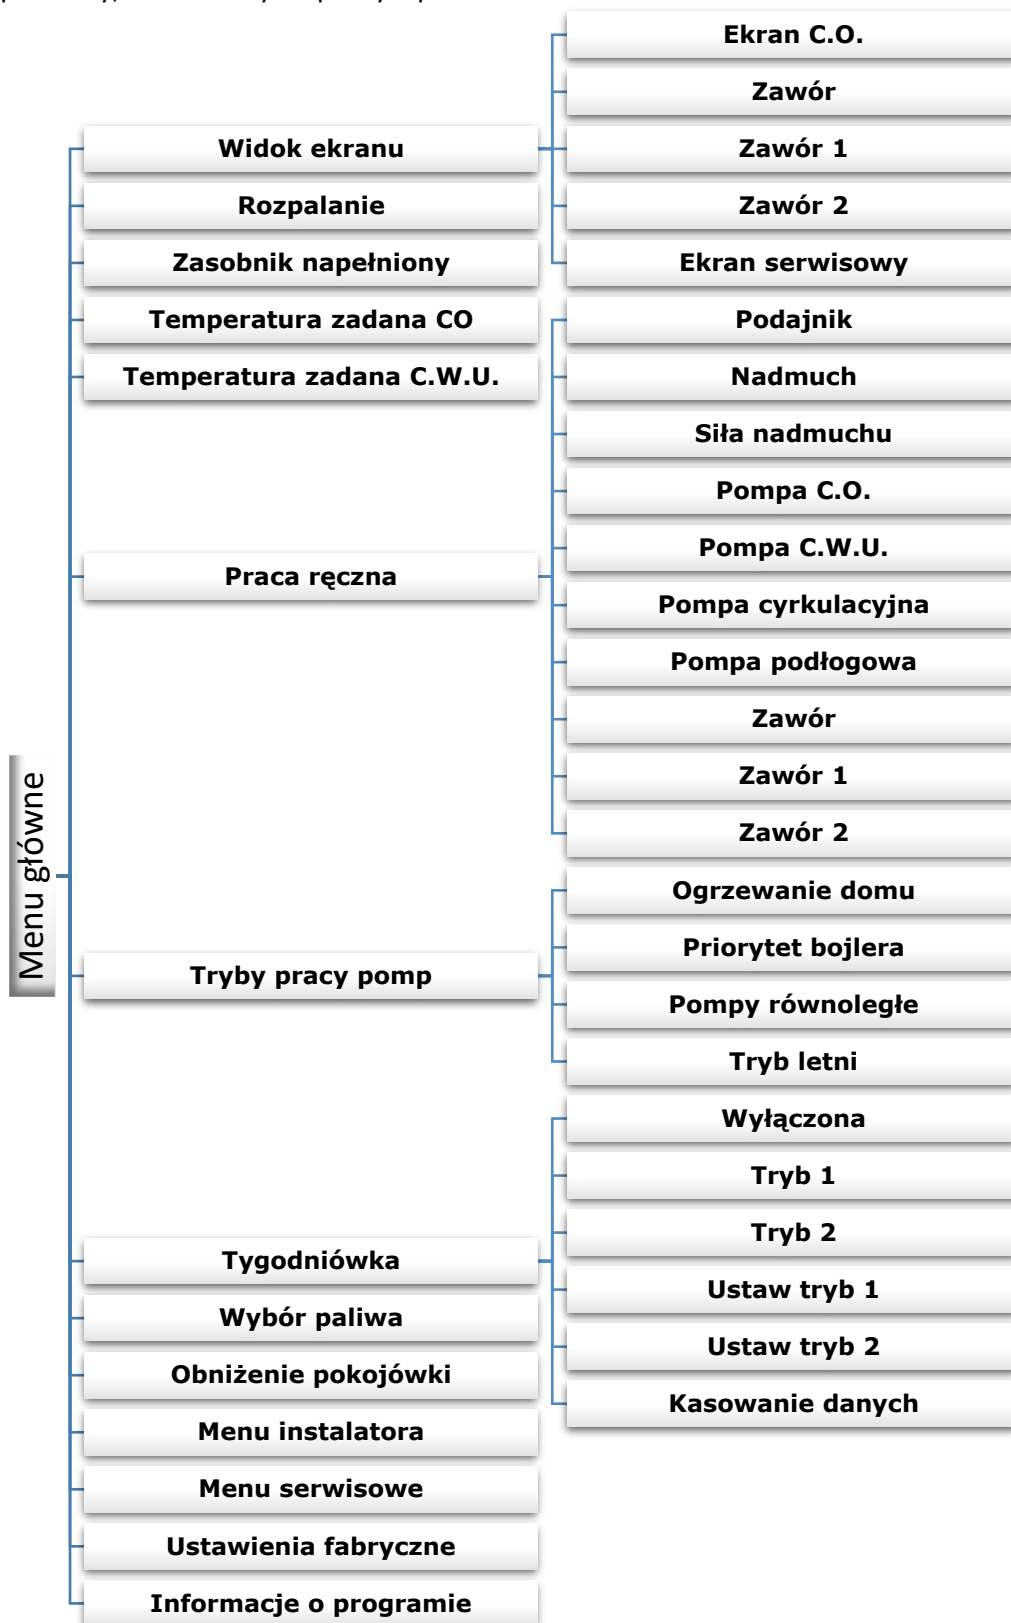 Menu główne
Widok ekranu
Ekran C.O.
Zawór
Zawór 1
Zawór 2
Ekran serwisowy
Rozpalanie
Zasobnik napełniony
Temperatura zadana CO
Temperatura zadana C.W.U.
Praca ręczna
Podajnik
Nadmuch
Siła nadmuchu
Pompa C.O.
Pompa C.W.U.
Pompa cyrkulacyjna
Pompa podłogowa
Zawór
Zawór 1
Zawór 2
Tryby pracy pomp
Ogrzewanie domu
Priorytet bojlera
Pompy równoległe
Tryb letni
Tygodniówka
Wyłączona
Tryb 1
Tryb 2
Ustaw tryb 1
Ustaw tryb 2
Kasowanie danych
Wybór paliwa
Obniżenie pokojówki
Menu instalatora
Menu serwisowe
Ustawienia fabryczne
Informacje o programie